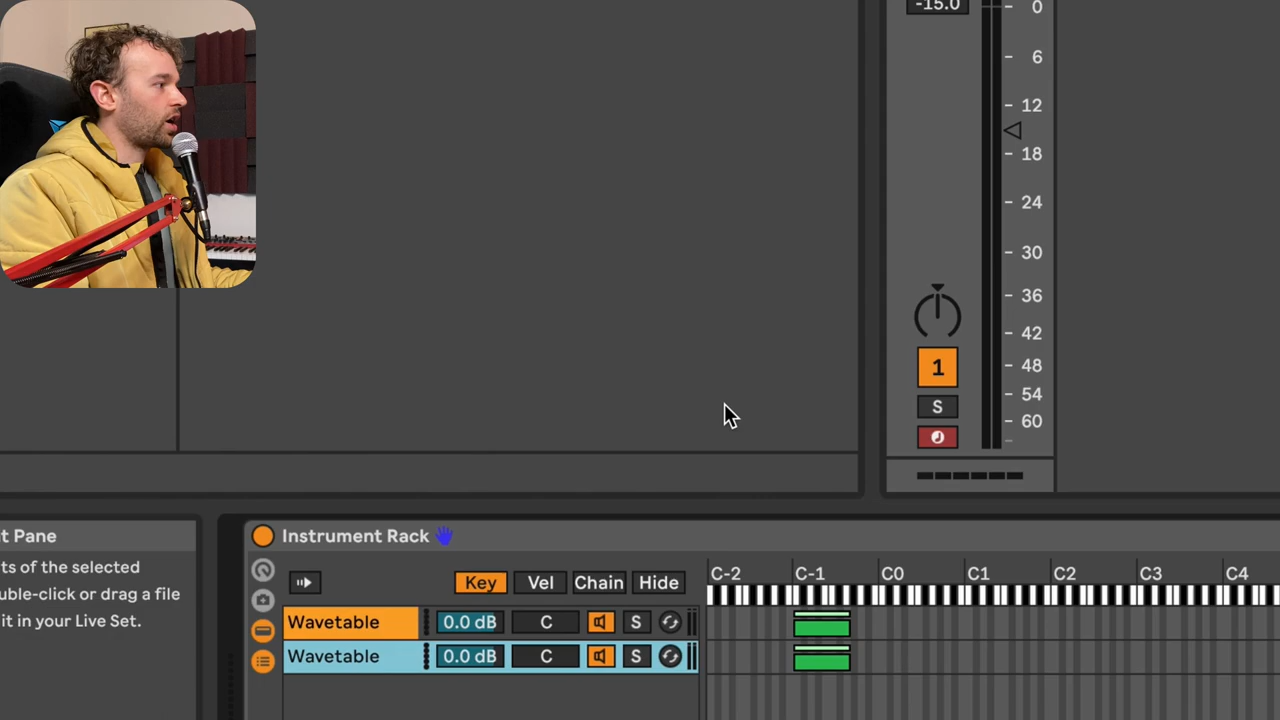 -15.0
0
6
12
18
24
30
36
42
48
54
60
1
S
t Pane
ts of the selected
uble-click or drag a file
it in your Live Set.
Instrument Rack
Key Vel Chain Hide
C-2 C-1 C0 C1 C2 C3 C4
Wavetable 0.0 dB C S
Wavetable 0.0 dB C S